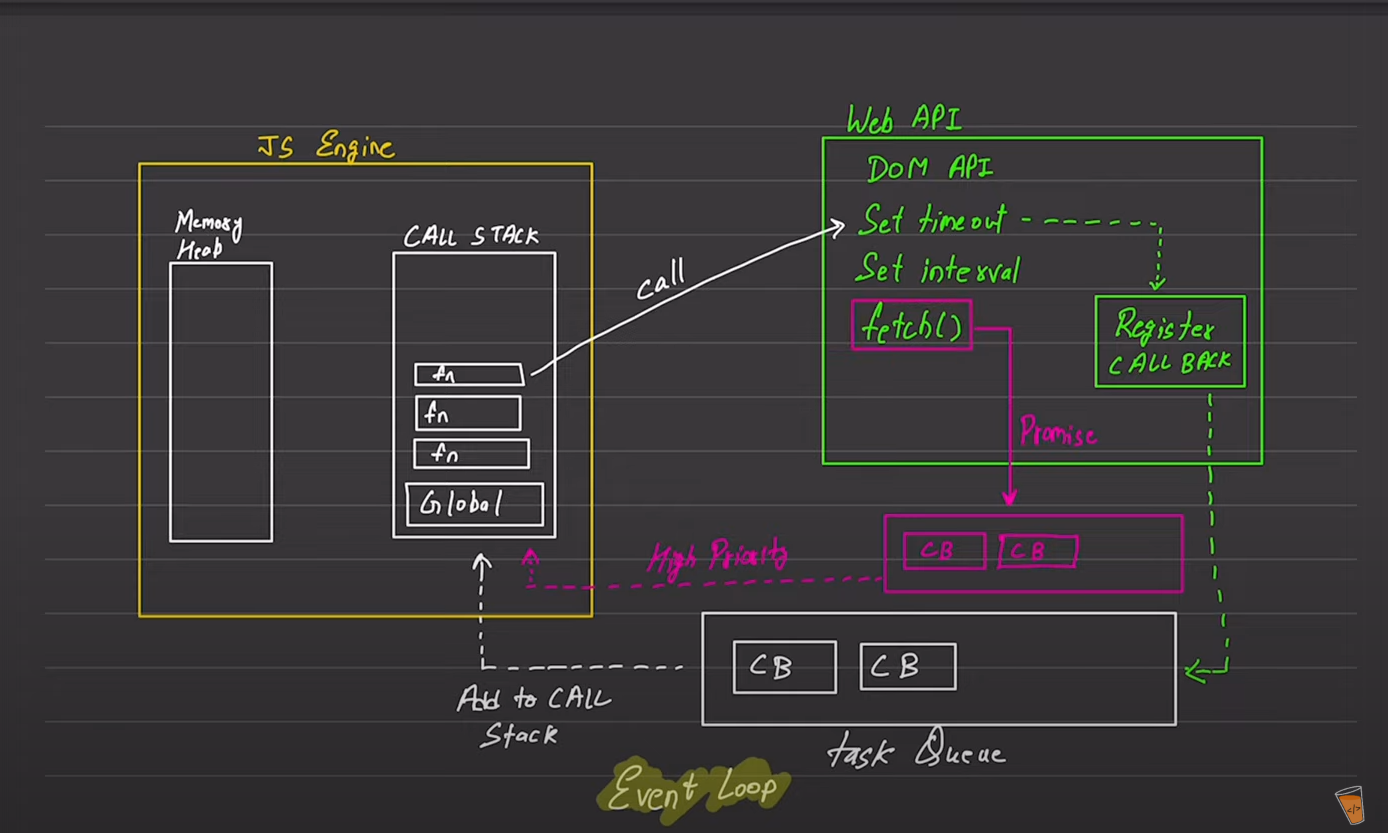 JS Engine
Memory
Heap
CALL STACK
fn
fn
fn
Global
call
Web API
DOM API
Set timeout
Set interval
fetch()
Register
CALL BACK
Promise
CB CB
High Priority
CB CB
Add to CALL
Stack
task Queue
Event Loop
</>